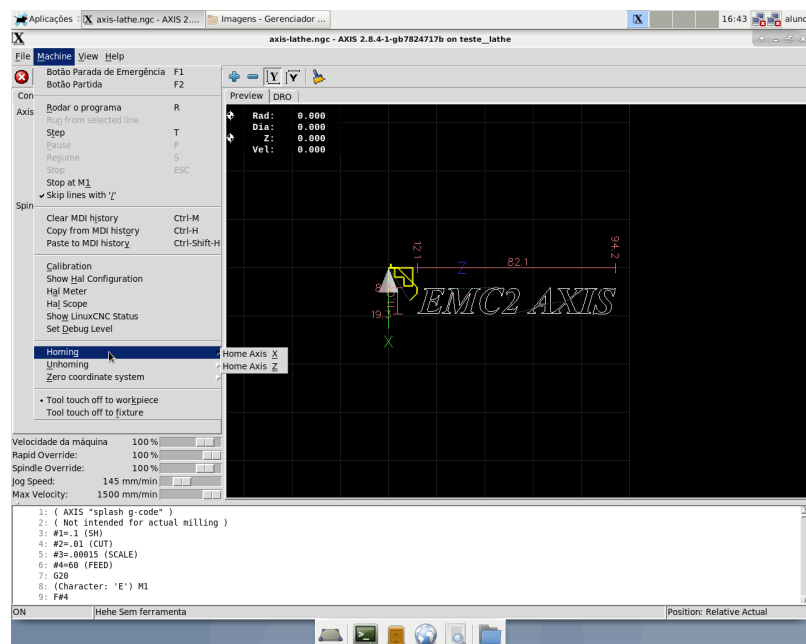 Aplicações
axis-lathe.ngc - AXIS 2....
Imagens - Gerenciador ...
16:43
aluno
axis-lathe.ngc - AXIS 2.8.4-1-gb7824717b on teste__lathe
File Machine View Help
Botão Parada de Emergência F1
Botão Partida F2
Rodar o programa R
Run from selected line
Step T
Pause P
Resume S
Stop ESC
Stop at M1
Skip lines with '/'
Clear MDI history Ctrl-M
Copy from MDI history Ctrl-H
Paste to MDI history Ctrl-Shift-H
Calibration
Show Hal Configuration
Hal Meter
Hal Scope
Show LinuxCNC Status
Set Debug Level
Homing
Unhoming
Zero coordinate system
Tool touch off to workpiece
Tool touch off to fixture
Home Axis X
Home Axis Z
Con
Axis
Spin
Y Y
Preview DRO
Rad: 0.000
Dia: 0.000
Z: 0.000
Vel: 0.000
12.1
Z
82.1
94.2
19.3
EMC2 AXIS
X
Velocidade da máquina 100 %
Rapid Override: 100 %
Spindle Override: 100 %
Jog Speed: 145 mm/min
Max Velocity: 1500 mm/min
1: ( AXIS "splash g-code" )
2: ( Not intended for actual milling )
3: #1=.1 (SH)
4: #2=.01 (CUT)
5: #3=.00015 (SCALE)
6: #4=60 (FEED)
7: G20
8: (Character: 'E') M1
9: F#4
ON
Hehe Sem ferramenta
Position: Relative Actual